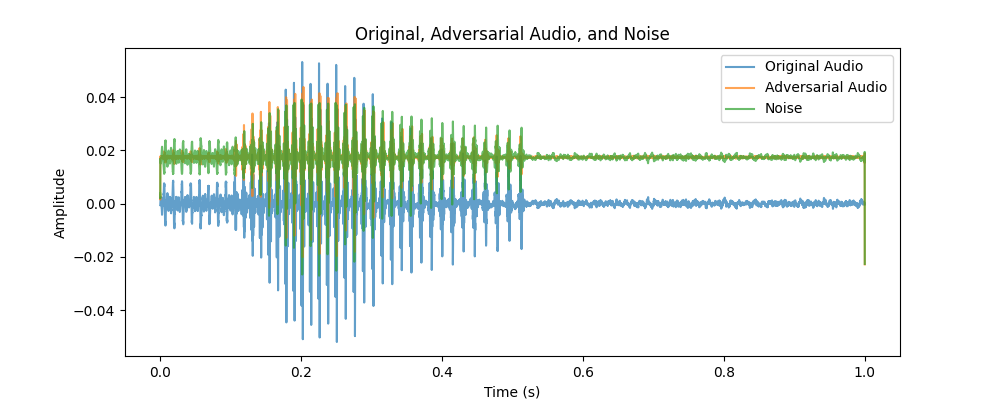 Original, Adversarial Audio, and Noise
Original Audio
Adversarial Audio
Noise
0.04
0.02
0.00
−0.02
−0.04
Amplitude
0.0 0.2 0.4 0.6 0.8 1.0
Time (s)